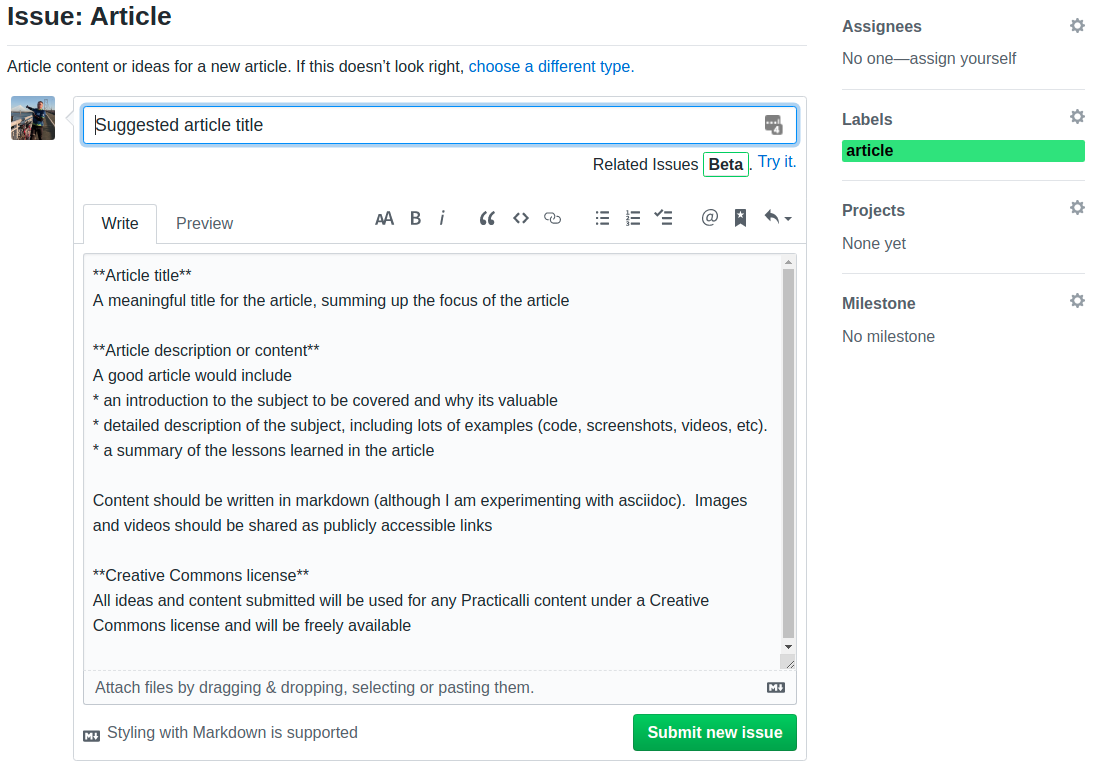 Issue: Article
Article content or ideas for a new article. If this doesn’t look right, choose a different type.
Suggested article title
4
Related Issues Beta. Try it.
Write Preview
AA B i
**Article title**
A meaningful title for the article, summing up the focus of the article
**Article description or content**
A good article would include
* an introduction to the subject to be covered and why its valuable
* detailed description of the subject, including lots of examples (code, screenshots, videos, etc).
* a summary of the lessons learned in the article
Content should be written in markdown (although I am experimenting with asciidoc).  Images
and videos should be shared as publicly accessible links
**Creative Commons license**
All ideas and content submitted will be used for any Practicalli content under a Creative
Commons license and will be freely available
Attach files by dragging & dropping, selecting or pasting them.
Styling with Markdown is supported
Submit new issue
Assignees
No one—assign yourself
Labels
article
Projects
None yet
Milestone
No milestone